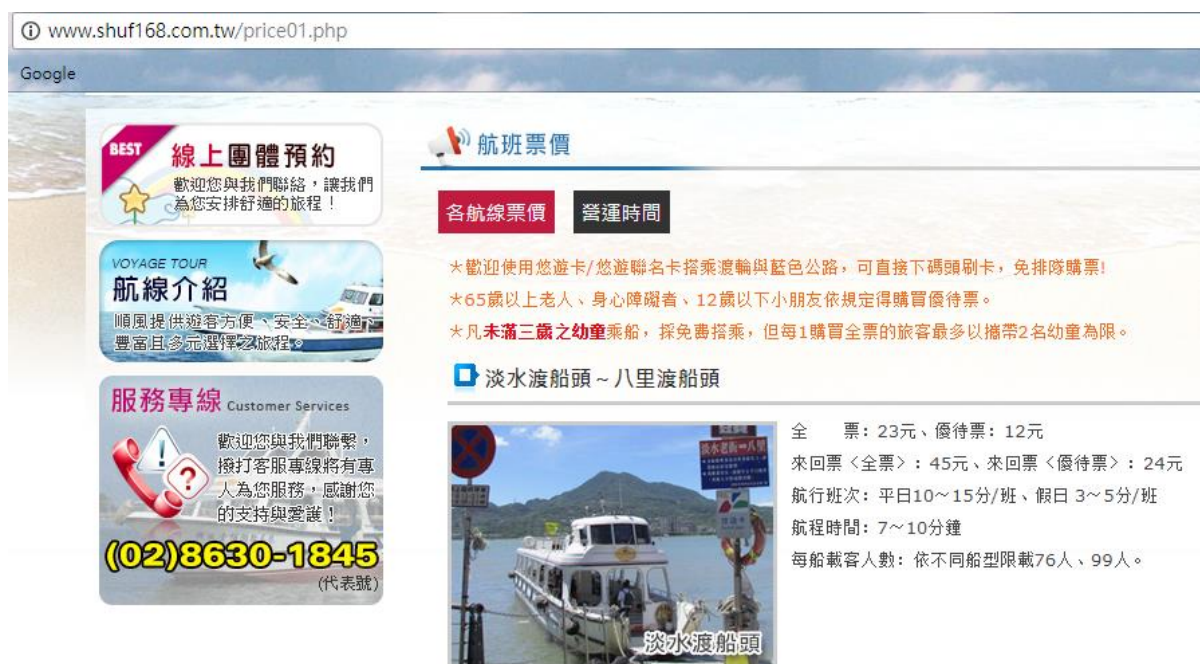 www.shuf168.com.tw/price01.php
Google
BEST
線上團體預約
歡迎您與我們聯絡，讓我們
為您安排舒適的旅程！
VOYAGE TOUR
航線介紹
順風提供遊客方便、安全、舒適、
豐富且多元選擇之旅程。
服務專線 Customer Services
歡迎您與我們聯繫，
撥打客服專線將有專
人為您服務，感謝您
的支持與愛護！
(02)8630-1845
(代表號)
航班票價
各航線票價
營運時間
＊歡迎使用悠遊卡/悠遊聯名卡搭乘渡輪與藍色公路，可直接下碼頭刷卡，免排隊購票!
＊65歲以上老人、身心障礙者、12歲以下小朋友依規定得購買優待票。
＊凡未滿三歲之幼童乘船，採免費搭乘，但每1購買全票的旅客最多以攜帶2名幼童為限。
淡水渡船頭～八里渡船頭
淡水老街 八里
淡水渡船頭
全　　票：23元、優待票：12元
來回票〈全票〉：45元、來回票〈優待票〉：24元
航行班次：平日10～15分/班、假日 3～5分/班
航程時間：7～10分鐘
每船載客人數：依不同船型限載76人、99人。